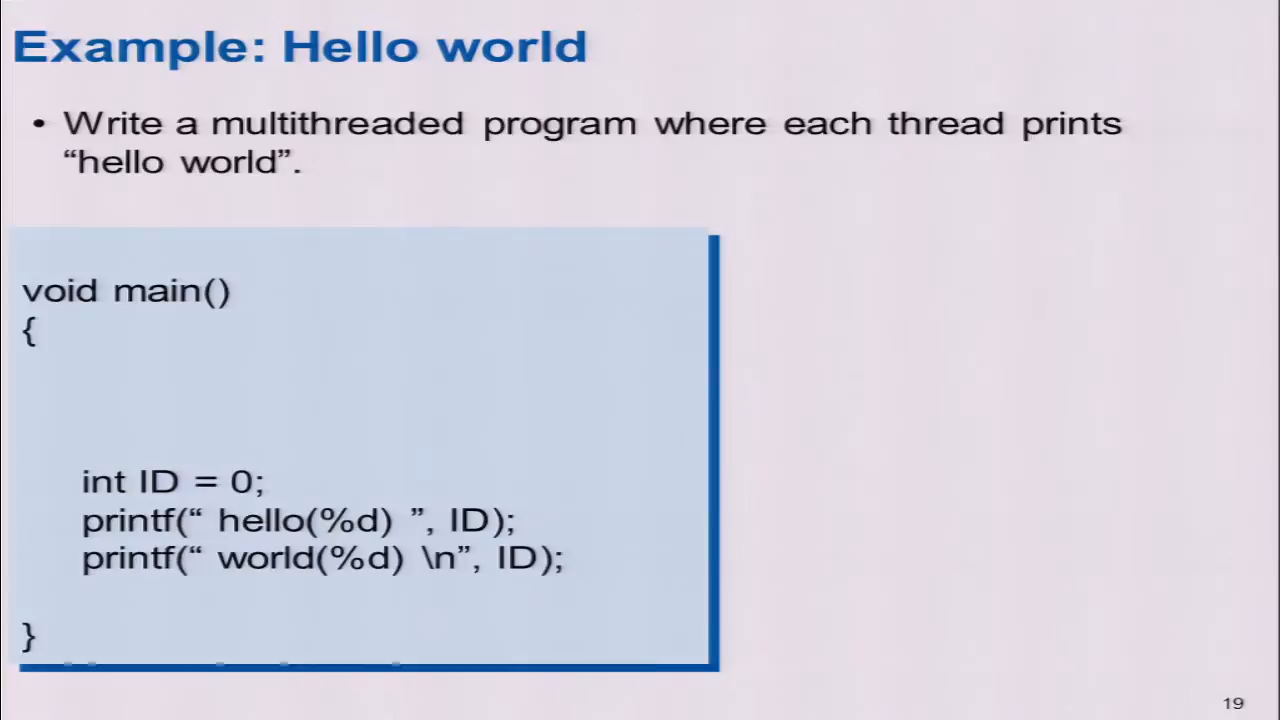 Example: Hello world
• Write a multithreaded program where each thread prints
“hello world”.
void main()
{
int ID = 0;
printf(“ hello(%d) ”, ID);
printf(“ world(%d) \n”, ID);
}
19